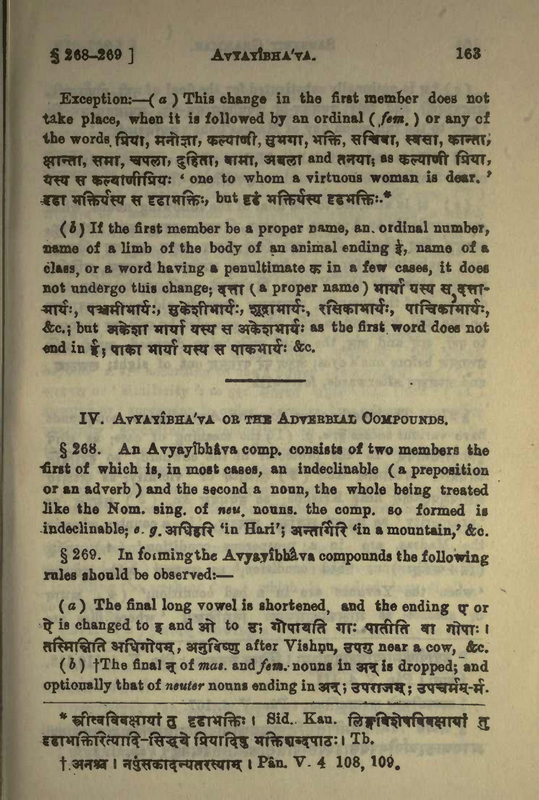 § 268-269 ] AVYAYÎBHA'VA. 163
Exception:—( a ) This change in the first member does not
take place, when it is followed by an ordinal ( fem. ) or any of
the words प्रिया, मनोज्ञा, कल्याणी, सुभगा, भक्ति, सचिवा, स्वसा, कान्ता,
क्षान्ता, समा, चपला, दुहिता, वामा, अबला and तनया; as कल्याणी प्रिया,
यस्य स कल्याणीप्रियः ' one to whom a virtuous woman is dear. '
दृढा भक्तिर्यस्य स दृढाभक्तिः, but दृढं भक्तिर्यस्य दृढभक्तिः.*
(b) If the first member be a proper name, an ordinal number,
name of a limb of the body of an animal ending ई, name of a
class, or a word having a penultimate क in a few cases, it does
not undergo this change; दत्ता ( a proper name ) भार्या यस्य स दत्ता-
भार्यः, पञ्चमीभार्यः, सुकेशीभार्यः, शूद्राभार्यः, रसिकाभार्यः, पाचिकाभार्यः,
&c.; but अकेशा भार्या यस्य स अकेशभार्यः as the first word does not
end in ई; पाका भार्या यस्य स पाकभार्यः &c.
IV. AVYAYÎBHA'VA OR THE ADVERBIAL COMPOUNDS.
§ 268. An Avyayîbhâva comp. consists of two members the
first of which is, in most cases, an indeclinable ( a preposition
or an adverb ) and the second a noun, the whole being treated
like the Nom. sing. of neu. nouns. the comp. so formed is
indeclinable; e. g. अधिहरि 'in Hari'; अन्तर्गिरि 'in a mountain,' &c.
§ 269. In forming the Avyayîbhâva compounds the following
rules should be observed:—
(a) The final long vowel is shortened, and the ending ए or
ऐ is changed to इ and ओ to उ; गोपायति गाः पातीति वा गोपाः ।
तस्मिन्निति अधिगोपम्, अनुविष्णु after Vishnu, उपगु near a cow, &c.
(b) †The final न् of mas. and fem. nouns in अन् is dropped; and
optionally that of neuter nouns ending in अन्; उपराजम्; उपचर्मम्-र्म.
* स्त्रीत्वविवक्षायां तु दृढाभक्तिः । Sid. Kau. लिङ्गविशेषविवक्षायां तु
दृढाभक्तिरित्यादि-सिद्धये प्रियादिषु भक्तिशब्दपाठः । Tb.
† अनश्च । नपुंसकादन्यतरस्याम् । Pân. V. 4 108, 109.